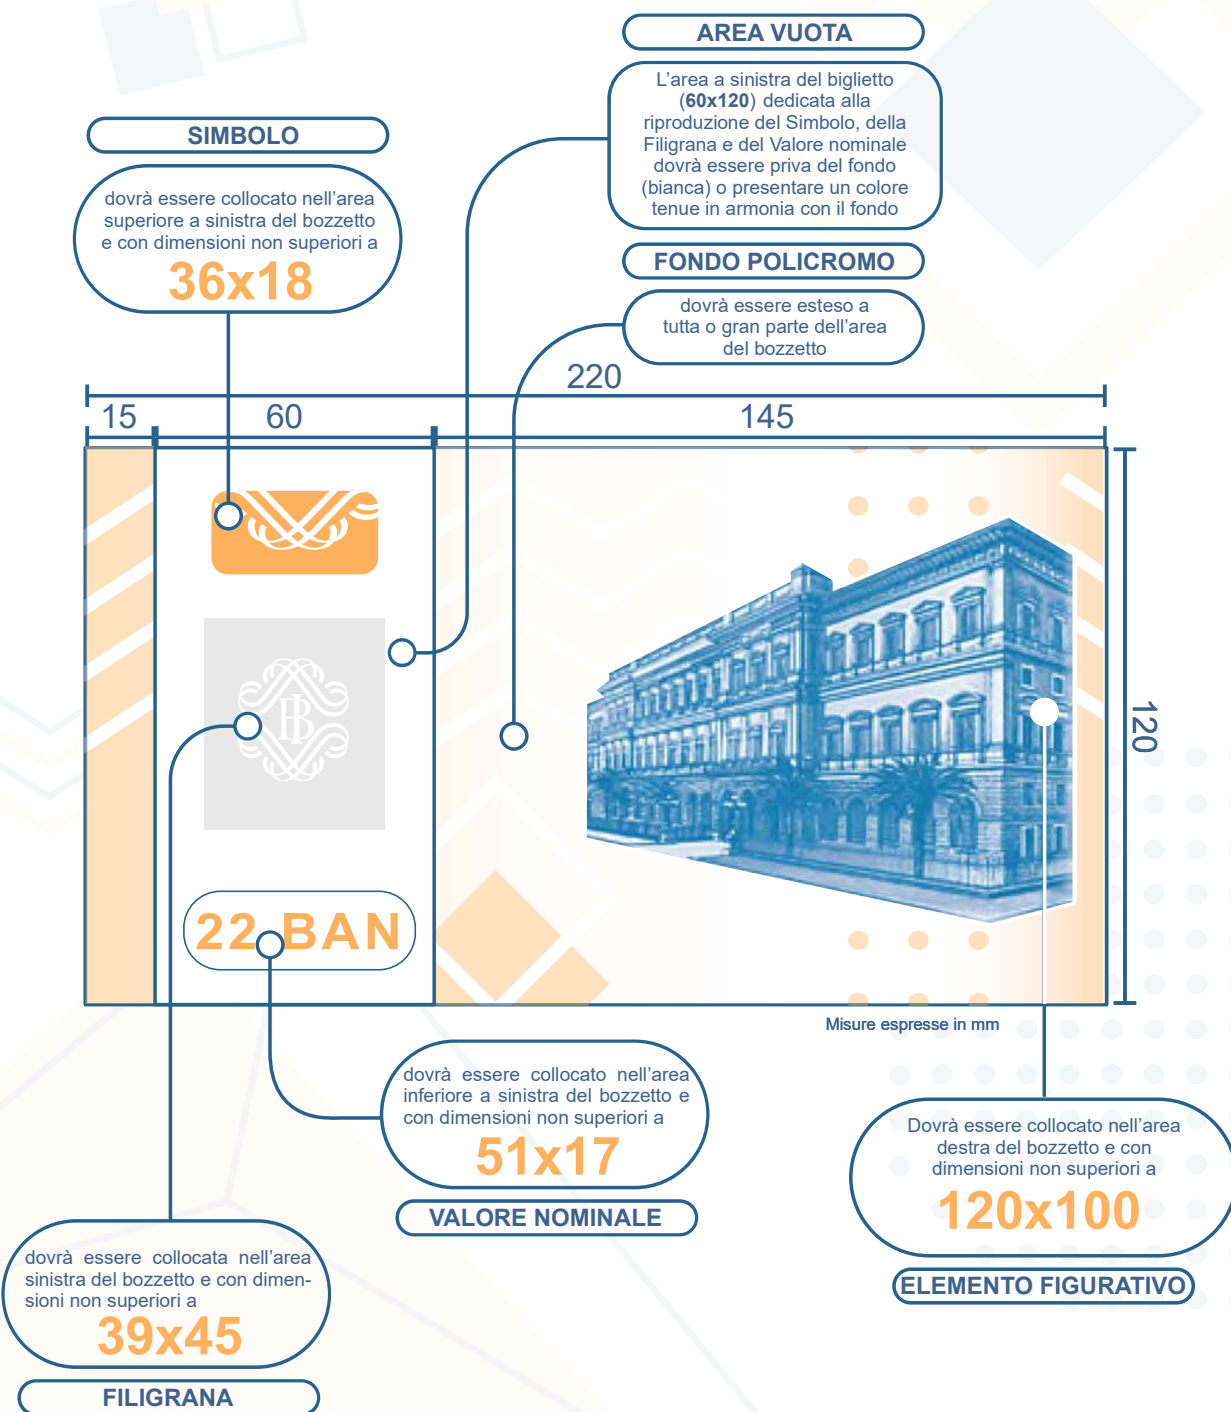 AREA VUOTA
L'area a sinistra del biglietto
(60x120) dedicata alla
riproduzione del Simbolo, della
Filigrana e del Valore nominale
dovrà essere priva del fondo
(bianca) o presentare un colore
tenue in armonia con il fondo
SIMBOLO
dovrà essere collocato nell'area
superiore a sinistra del bozzetto
e con dimensioni non superiori a
36x18
FONDO POLICROMO
dovrà essere esteso a
tutta o gran parte dell'area
del bozzetto
220
15
60
145
120
22 BAN
Misure espresse in mm
dovrà essere collocato nell'area
inferiore a sinistra del bozzetto e
con dimensioni non superiori a
51x17
VALORE NOMINALE
Dovrà essere collocato nell'area
destra del bozzetto e con
dimensioni non superiori a
120x100
ELEMENTO FIGURATIVO
dovrà essere collocata nell'area
sinistra del bozzetto e con dimen-
sioni non superiori a
39x45
FILIGRANA